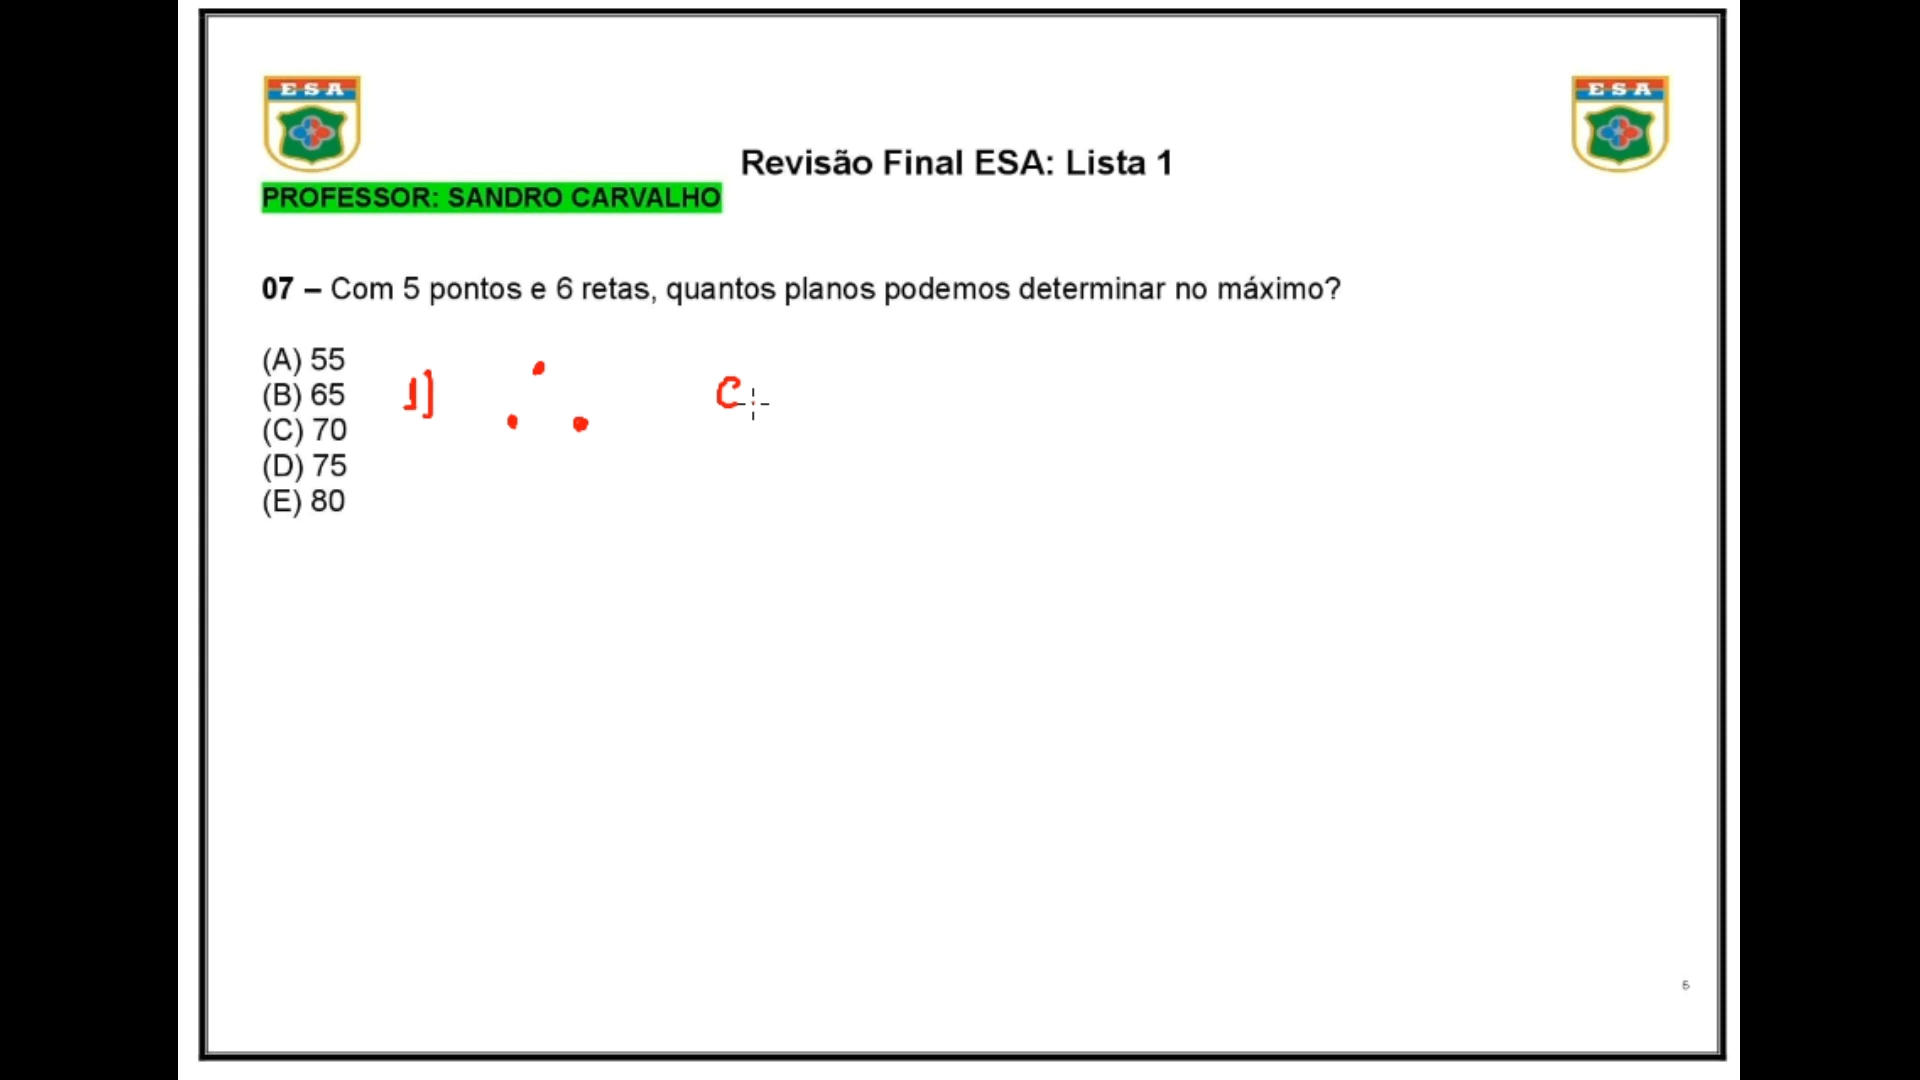 ESA
ESA
Revisão Final ESA: Lista 1
PROFESSOR: SANDRO CARVALHO
07 – Com 5 pontos e 6 retas, quantos planos podemos determinar no máximo?
(A) 55
(B) 65
(C) 70
(D) 75
(E) 80
1)
C